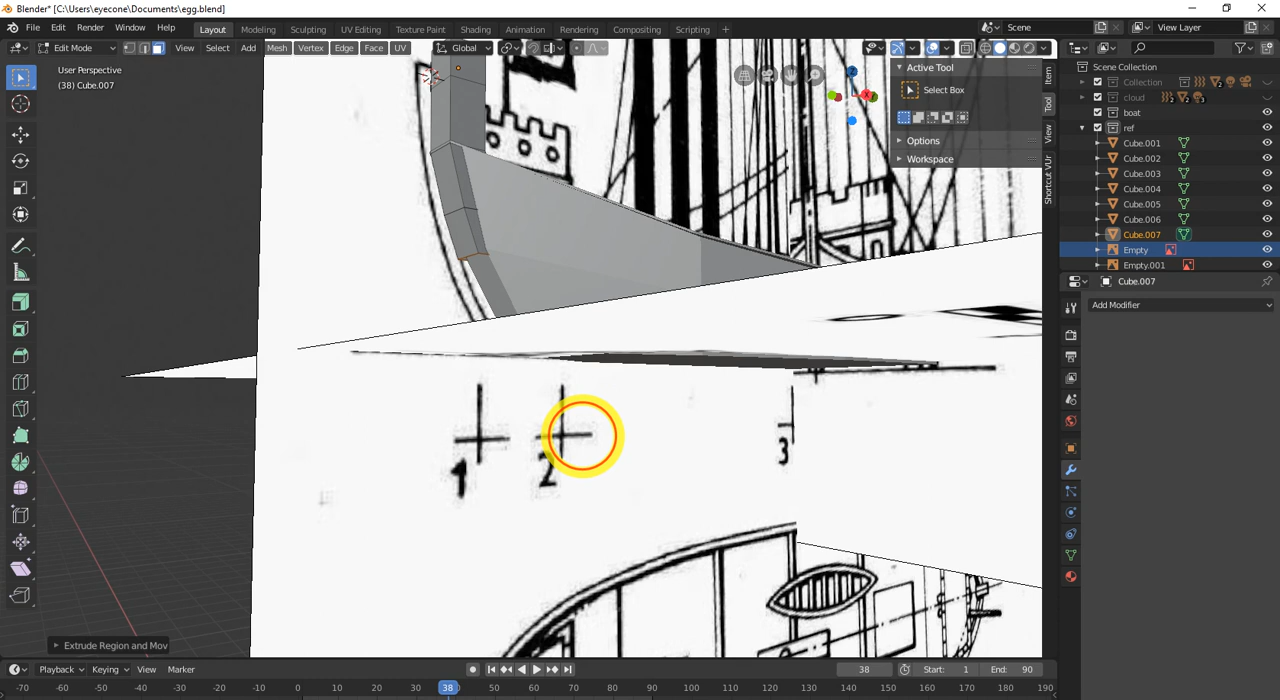 Blender* [C:\Users\eyecone\Documents\egg.blend]
File Edit Render Window Help Layout Modeling Sculpting UV Editing Texture Paint Shading Animation Rendering Compositing Scripting + Scene View Layer
Edit Mode View Select Add Mesh Vertex Edge Face UV Global
User Perspective
(38) Cube.007
Active Tool
Select Box
Options
Workspace
Item
Tool
View
Shortcut VUr
X
Z
Scene Collection
Collection
cloud
boat
ref
Cube.001
Cube.002
Cube.003
Cube.004
Cube.005
Cube.006
Cube.007
Empty
Empty.001
Cube.007
Add Modifier
1 2 3
Extrude Region and Mov
Playback Keying View Marker 38 Start: 1 End: 90
-70 -60 -50 -40 -30 -20 -10 0 10 20 30 38 50 60 70 80 90 100 110 120 130 140 150 160 170 180 190